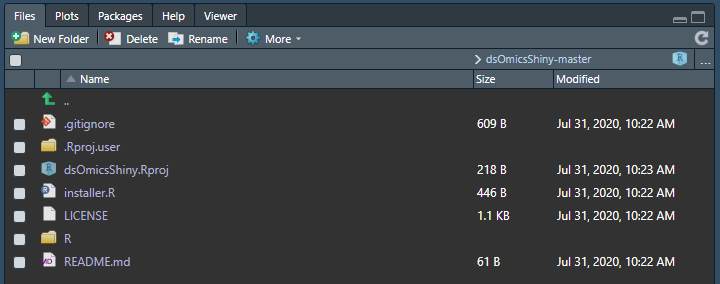 Files Plots Packages Help Viewer
New Folder Delete Rename More
dsOmicsShiny-master ...
Name Size Modified
..
.gitignore 609 B Jul 31, 2020, 10:22 AM
.Rproj.user
dsOmicsShiny.Rproj 218 B Jul 31, 2020, 10:23 AM
installer.R 446 B Jul 31, 2020, 10:22 AM
LICENSE 1.1 KB Jul 31, 2020, 10:22 AM
R
README.md 61 B Jul 31, 2020, 10:22 AM